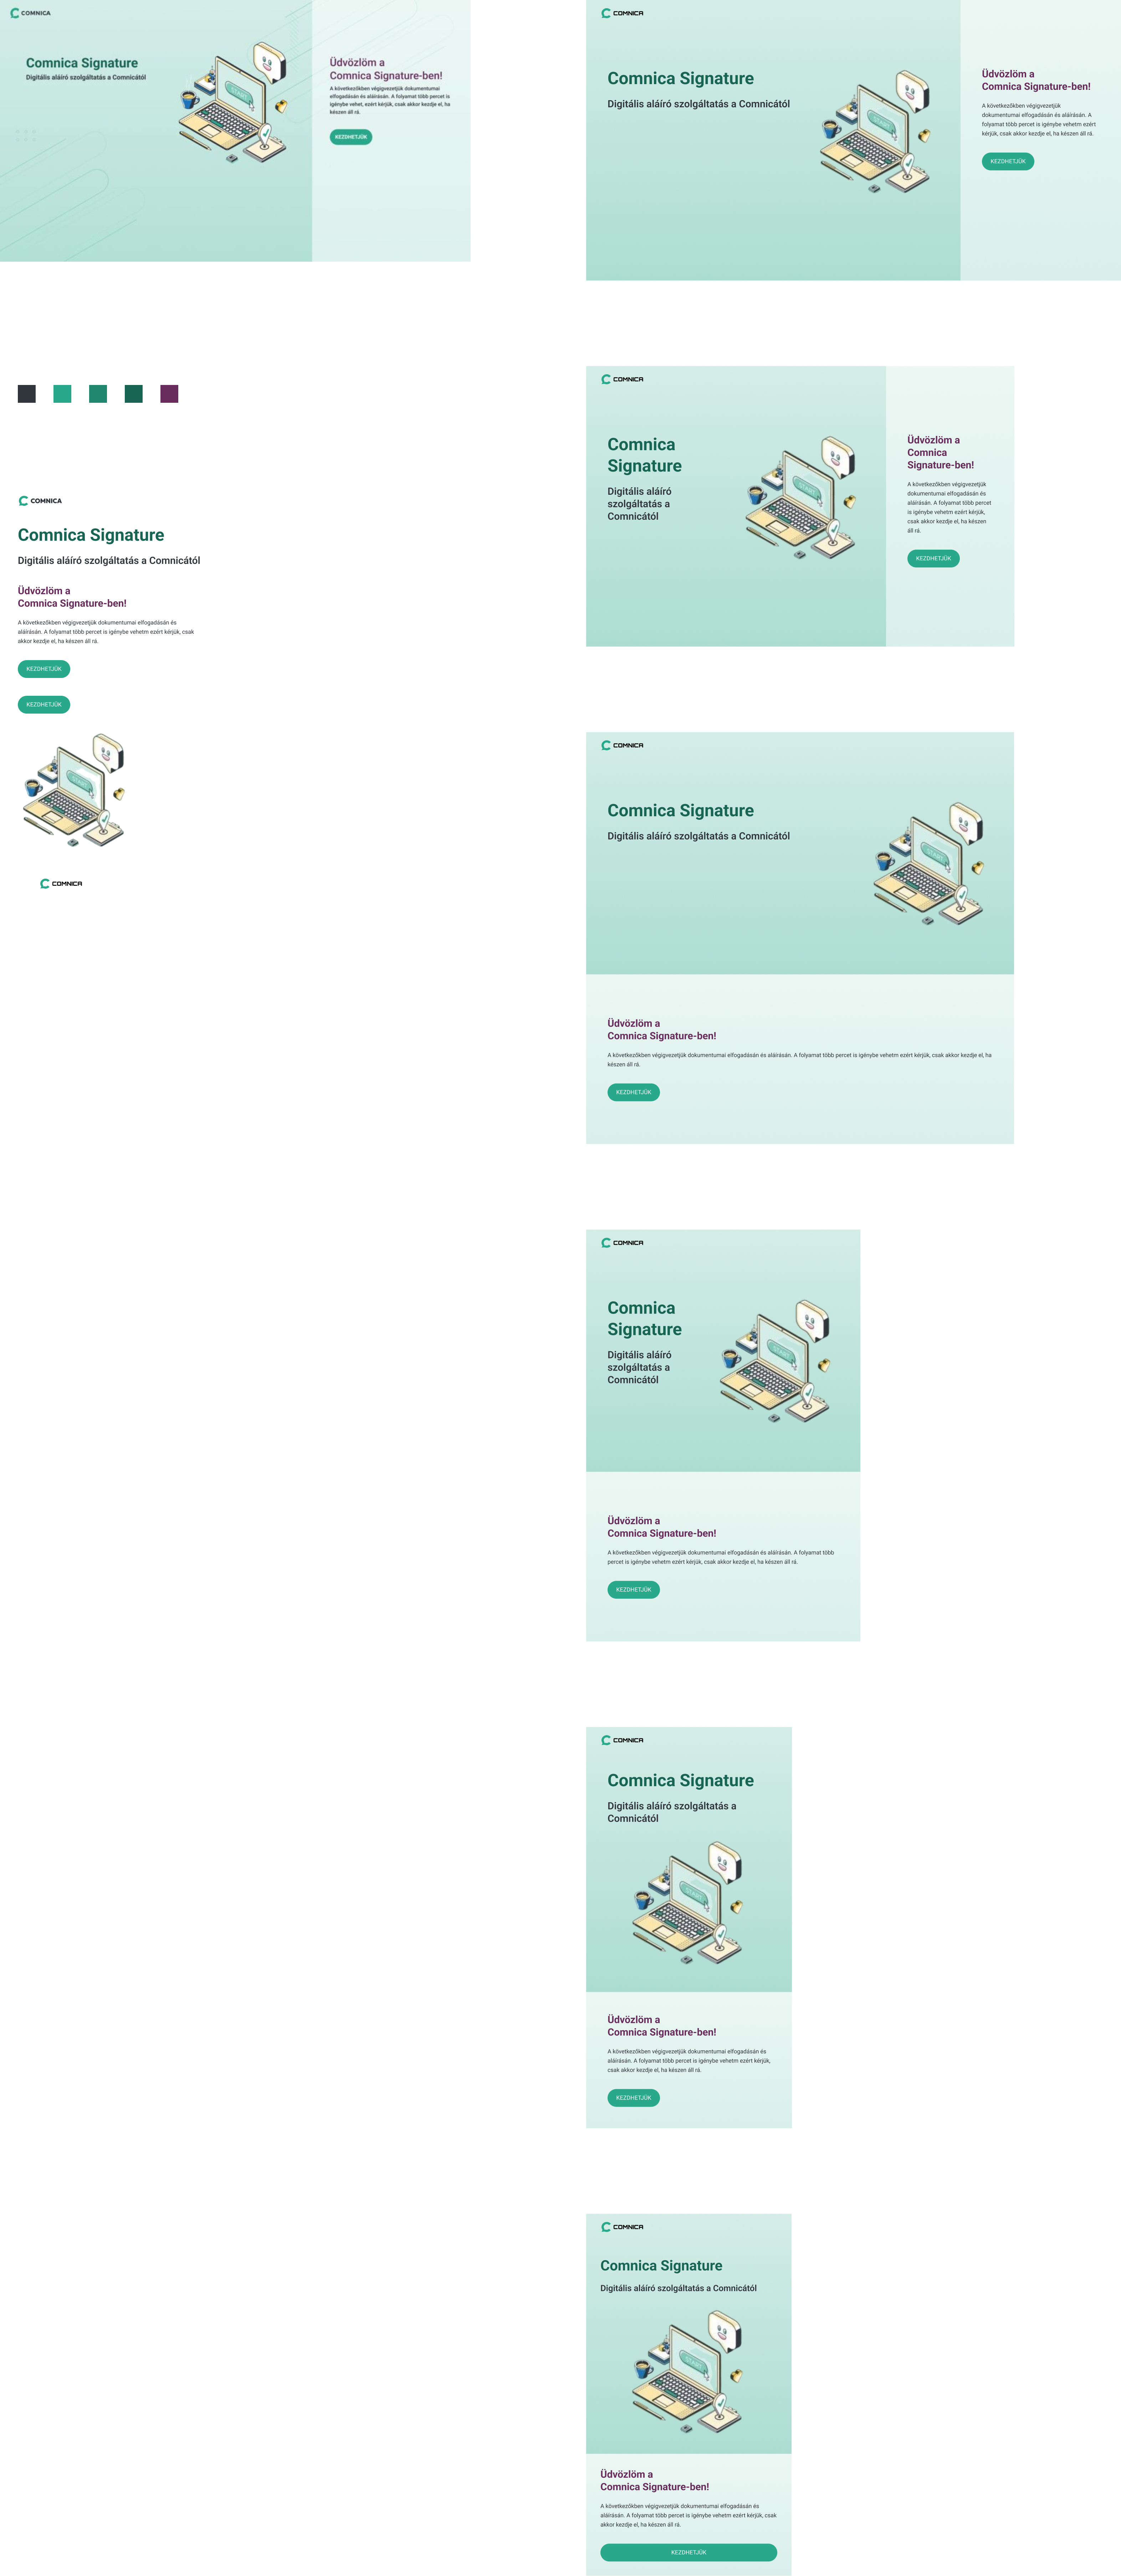 COMNICA
Comnica Signature
Digitális aláíró szolgáltatás a Comnicától
START
Üdvözlöm a
Comnica Signature-ben!
A következőkben végigvezetjük dokumentumai
elfogadásán és aláírásán. A folyamat több percet is
igénybe vehet, ezért kérjük, csak akkor kezdje el, ha
készen áll rá.
KEZDHETJÜK
COMNICA
Comnica Signature
Digitális aláíró szolgáltatás a Comnicától
START
Üdvözlöm a
Comnica Signature-ben!
A következőkben végigvezetjük
dokumentumai elfogadásán és aláírásán. A
folyamat több percet is igénybe vehetm ezért
kérjük, csak akkor kezdje el, ha készen áll rá.
KEZDHETJÜK
COMNICA
Comnica
Signature
Digitális aláíró
szolgáltatás a
Comnicától
START
Üdvözlöm a
Comnica
Signature-ben!
A következőkben végigvezetjük
dokumentumai elfogadásán és
aláírásán. A folyamat több percet
is igénybe vehetm ezért kérjük,
csak akkor kezdje el, ha készen
áll rá.
KEZDHETJÜK
COMNICA
Comnica Signature
Digitális aláíró szolgáltatás a Comnicától
Üdvözlöm a
Comnica Signature-ben!
A következőkben végigvezetjük dokumentumai elfogadásán és
aláírásán. A folyamat több percet is igénybe vehetm ezért kérjük, csak
akkor kezdje el, ha készen áll rá.
KEZDHETJÜK
KEZDHETJÜK
START
COMNICA
COMNICA
Comnica Signature
Digitális aláíró szolgáltatás a Comnicától
START
Üdvözlöm a
Comnica Signature-ben!
A következőkben végigvezetjük dokumentumai elfogadásán és aláírásán. A folyamat több percet is igénybe vehetm ezért kérjük, csak akkor kezdje el, ha
készen áll rá.
KEZDHETJÜK
COMNICA
Comnica
Signature
Digitális aláíró
szolgáltatás a
Comnicától
START
Üdvözlöm a
Comnica Signature-ben!
A következőkben végigvezetjük dokumentumai elfogadásán és aláírásán. A folyamat több
percet is igénybe vehetm ezért kérjük, csak akkor kezdje el, ha készen áll rá.
KEZDHETJÜK
COMNICA
Comnica Signature
Digitális aláíró szolgáltatás a
Comnicától
START
Üdvözlöm a
Comnica Signature-ben!
A következőkben végigvezetjük dokumentumai elfogadásán és
aláírásán. A folyamat több percet is igénybe vehetm ezért kérjük,
csak akkor kezdje el, ha készen áll rá.
KEZDHETJÜK
COMNICA
Comnica Signature
Digitális aláíró szolgáltatás a Comnicától
START
Üdvözlöm a
Comnica Signature-ben!
A következőkben végigvezetjük dokumentumai elfogadásán és
aláírásán. A folyamat több percet is igénybe vehetm ezért kérjük, csak
akkor kezdje el, ha készen áll rá.
KEZDHETJÜK